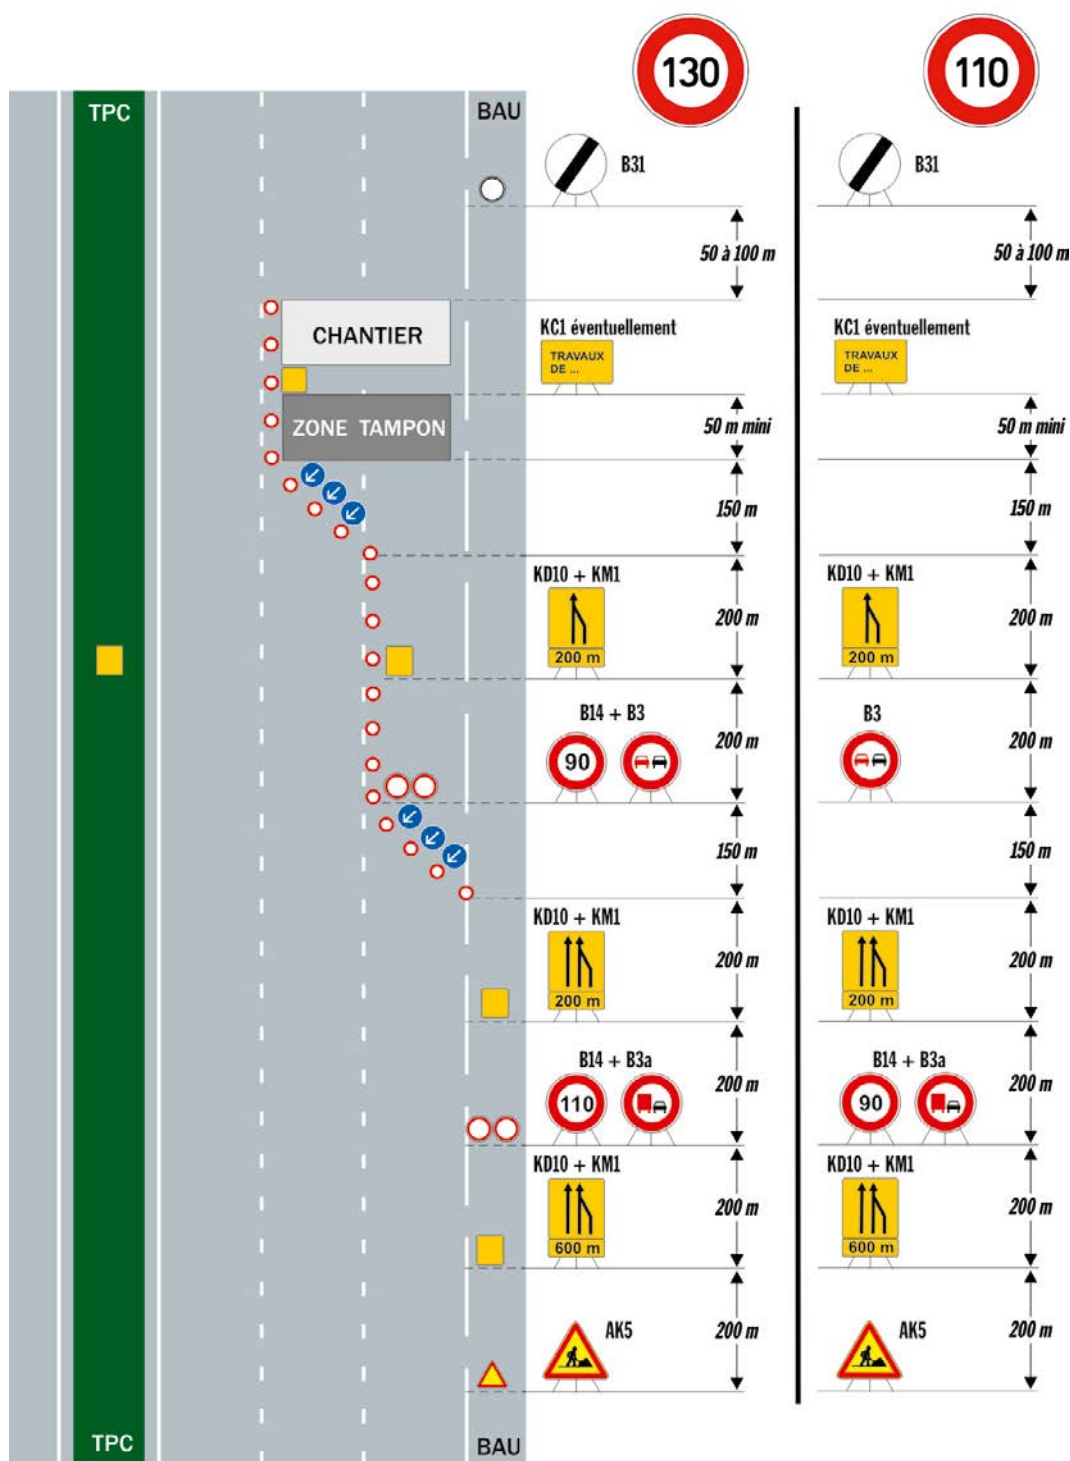 130
110
TPC
BAU
B31
B31
50 à 100 m
50 à 100 m
KC1 éventuellement
KC1 éventuellement
CHANTIER
TRAVAUX
DE ...
TRAVAUX
DE ...
ZONE TAMPON
50 m mini
50 m mini
150 m
150 m
KD10 + KM1
KD10 + KM1
200 m
200 m
200 m
200 m
B14 + B3
B3
90
200 m
200 m
150 m
150 m
KD10 + KM1
KD10 + KM1
200 m
200 m
200 m
200 m
B14 + B3a
B14 + B3a
110
200 m
90
200 m
KD10 + KM1
KD10 + KM1
200 m
200 m
600 m
600 m
AK5
200 m
AK5
200 m
TPC
BAU